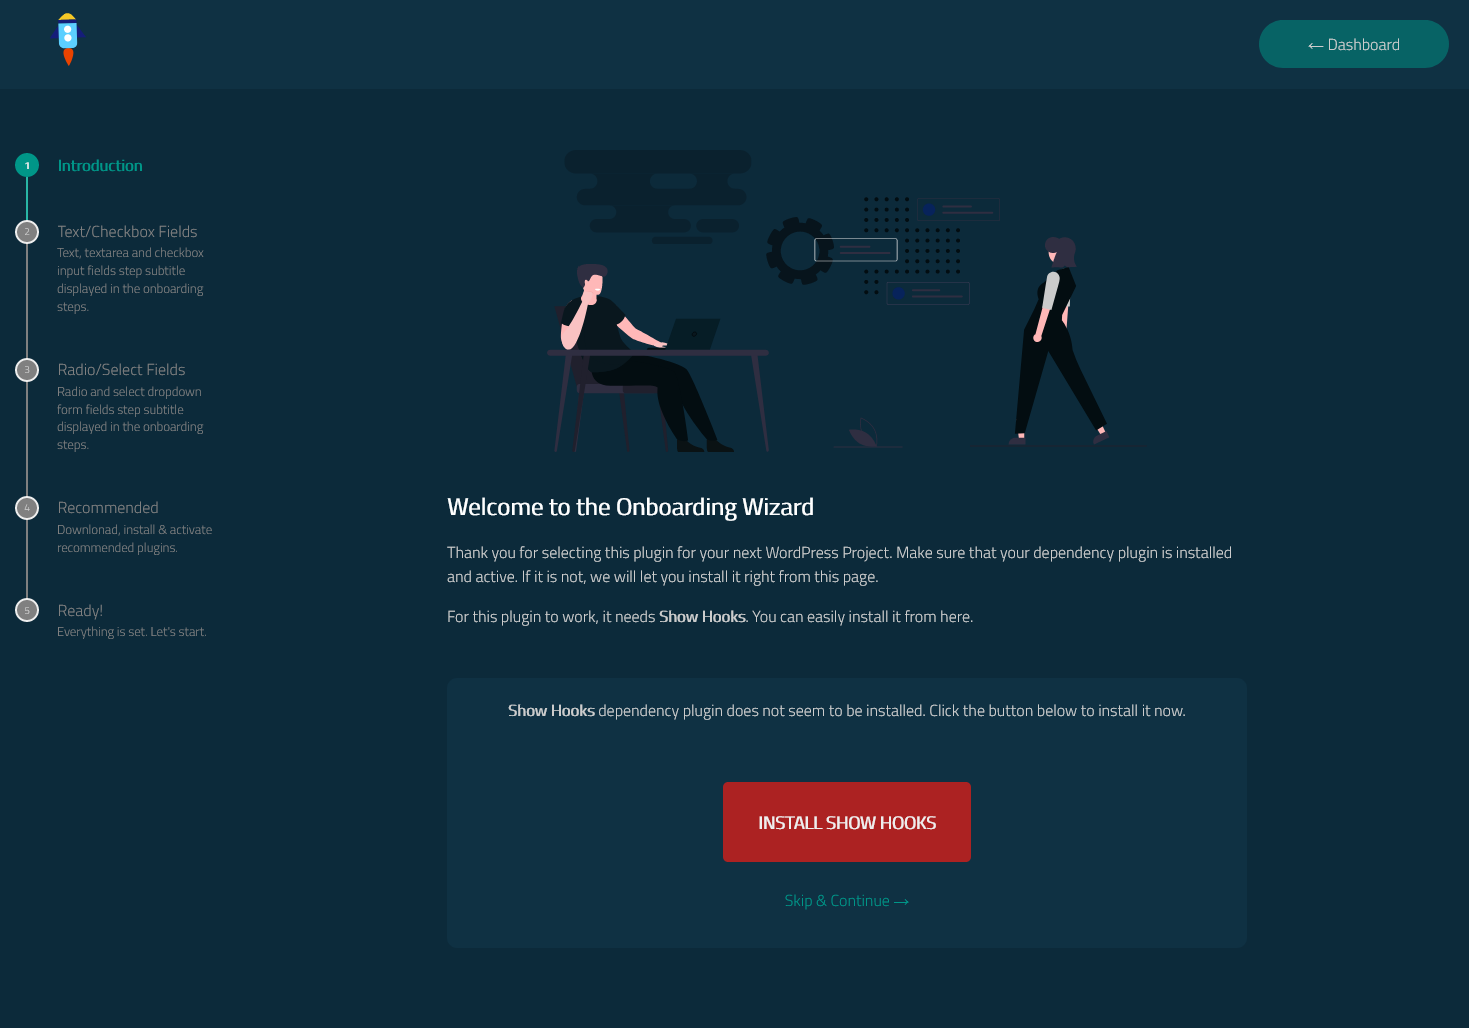 ← Dashboard
1
Introduction
2
Text/Checkbox Fields
Text, textarea and checkbox
input fields step subtitle
displayed in the onboarding
steps.
3
Radio/Select Fields
Radio and select dropdown
form fields step subtitle
displayed in the onboarding
steps.
4
Recommended
Downlonad, install & activate
recommended plugins.
5
Ready!
Everything is set. Let's start.
Welcome to the Onboarding Wizard
Thank you for selecting this plugin for your next WordPress Project. Make sure that your dependency plugin is installed
and active. If it is not, we will let you install it right from this page.
For this plugin to work, it needs Show Hooks. You can easily install it from here.
Show Hooks dependency plugin does not seem to be installed. Click the button below to install it now.
INSTALL SHOW HOOKS
Skip & Continue →